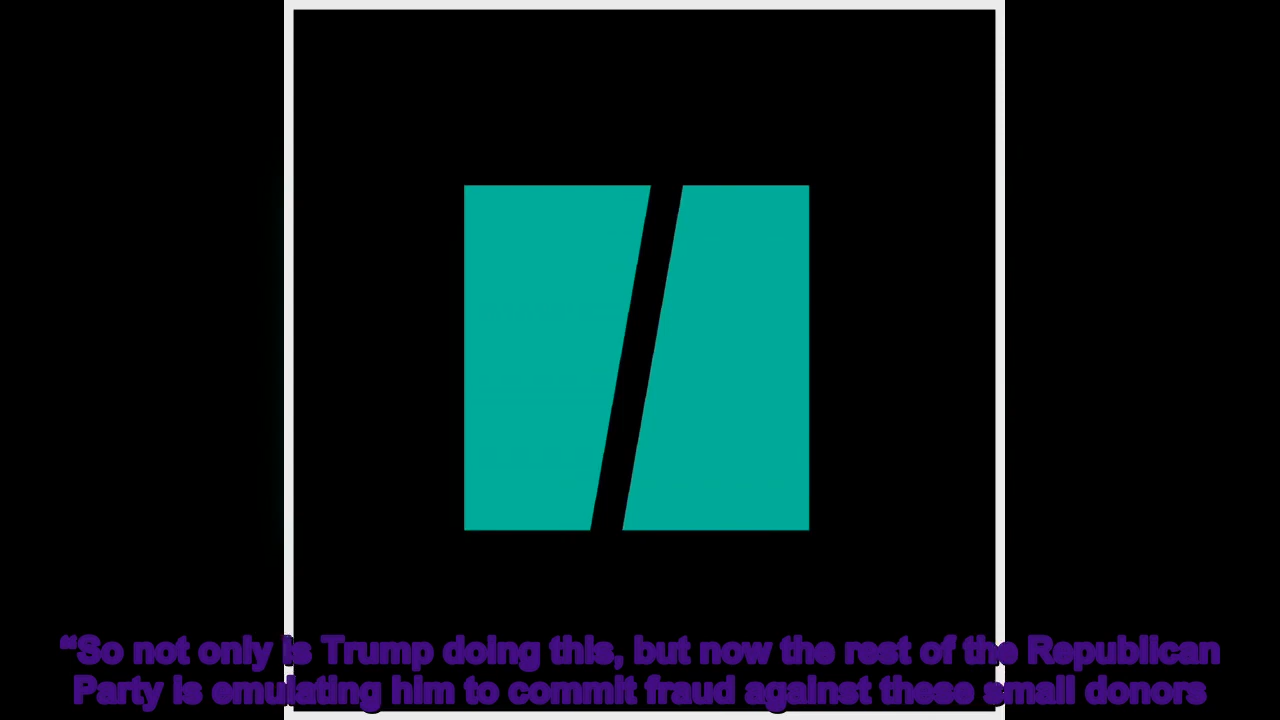 “So not only is Trump doing this, but now the rest of the Republican
Party is emulating him to commit fraud against these small donors